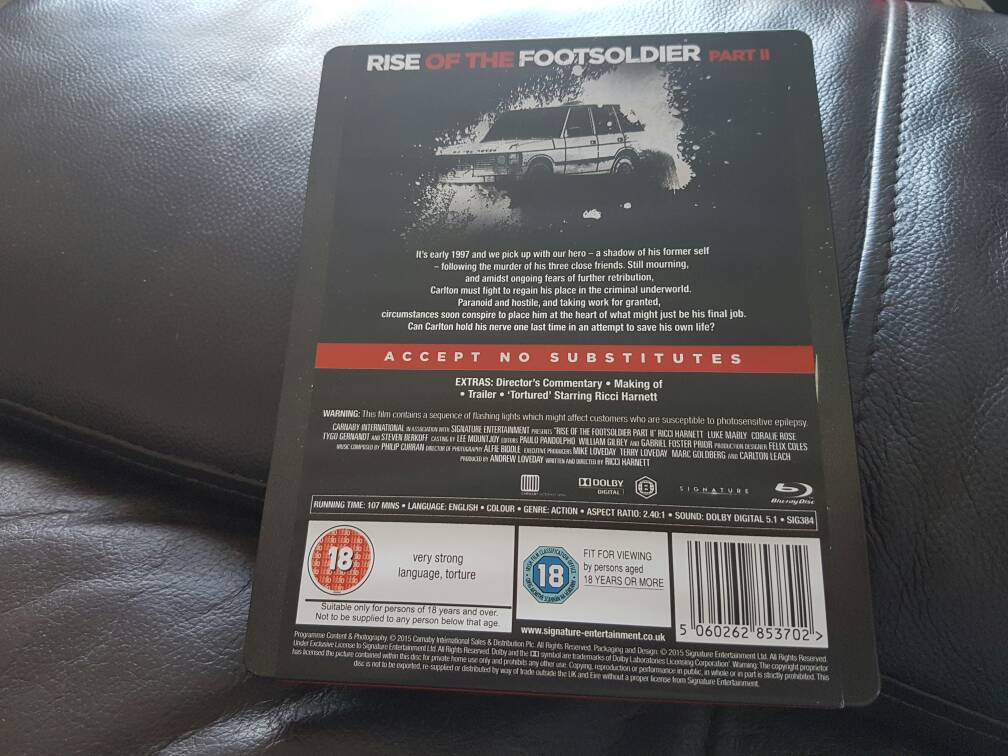 RISE OF THE FOOTSOLDIER PART II
It's early 1997 and we pick up with our hero – a shadow of his former self
– following the murder of his three close friends. Still mourning,
and amidst ongoing fears of further retribution,
Carlton must fight to regain his place in the criminal underworld.
Paranoid and hostile, and taking work for granted,
circumstances soon conspire to place him at the heart of what might just be his final job.
Can Carlton hold his nerve one last time in an attempt to save his own life?
ACCEPT NO SUBSTITUTES
EXTRAS: Director's Commentary • Making of
• Trailer • 'Tortured' Starring Ricci Harnett
WARNING: This film contains a sequence of flashing lights which might affect customers who are susceptible to photosensitive epilepsy.
CARNABY INTERNATIONAL IN ASSOCIATION WITH SIGNATURE ENTERTAINMENT PRESENTS "RISE OF THE FOOTSOLDIER PART II" RICCI HARNETT LUKE MABLY CORALIE ROSE
TYGO GERNANDT AND STEVEN BERKOFF CASTING BY LEE MOUNTJOY EDITORS PAULO PANDOLPHO WILLIAM GILBEY AND GABRIEL FOSTER PRIOR PRODUCTION DESIGNER FELIX COLES
MUSIC COMPOSED BY PHILIP CURRAN DIRECTOR OF PHOTOGRAPHY ALFIE BIDDLE EXECUTIVE PRODUCERS MIKE LOVEDAY TERRY LOVEDAY MARC GOLDBERG AND CARLTON LEACH
PRODUCED BY ANDREW LOVEDAY WRITTEN AND DIRECTED BY RICCI HARNETT
DOLBY DIGITAL SIGNATURE Blu-ray Disc
RUNNING TIME: 107 MINS • LANGUAGE: ENGLISH • COLOUR • GENRE: ACTION • ASPECT RATIO: 2.40:1 • SOUND: DOLBY DIGITAL 5.1 • SIG384
18
very strong
language, torture
Suitable only for persons of 18 years and over.
Not to be supplied to any person below that age.
18
FIT FOR VIEWING
by persons aged
18 YEARS OR MORE
www.signature-entertainment.co.uk
5 060262 853702 >
Programme Content & Photography. © 2015 Carnaby International Sales & Distribution Plc. All Rights Reserved. Packaging and Design. © 2015 Signature Entertainment Ltd. All Rights Reserved.
Under Exclusive License to Signature Entertainment Ltd. All Rights Reserved. Dolby and the symbol are trademarks of Dolby Laboratories Licensing Corporation. Warning: The copyright proprietor
has licensed the picture contained within this disc for private home use only and prohibits any other use. Copying, reproduction or performance in public, in whole or in part is strictly prohibited. This
disc is not to be exported, re-supplied or distributed by way of trade outside the UK and Eire without a proper license from Signature Entertainment.